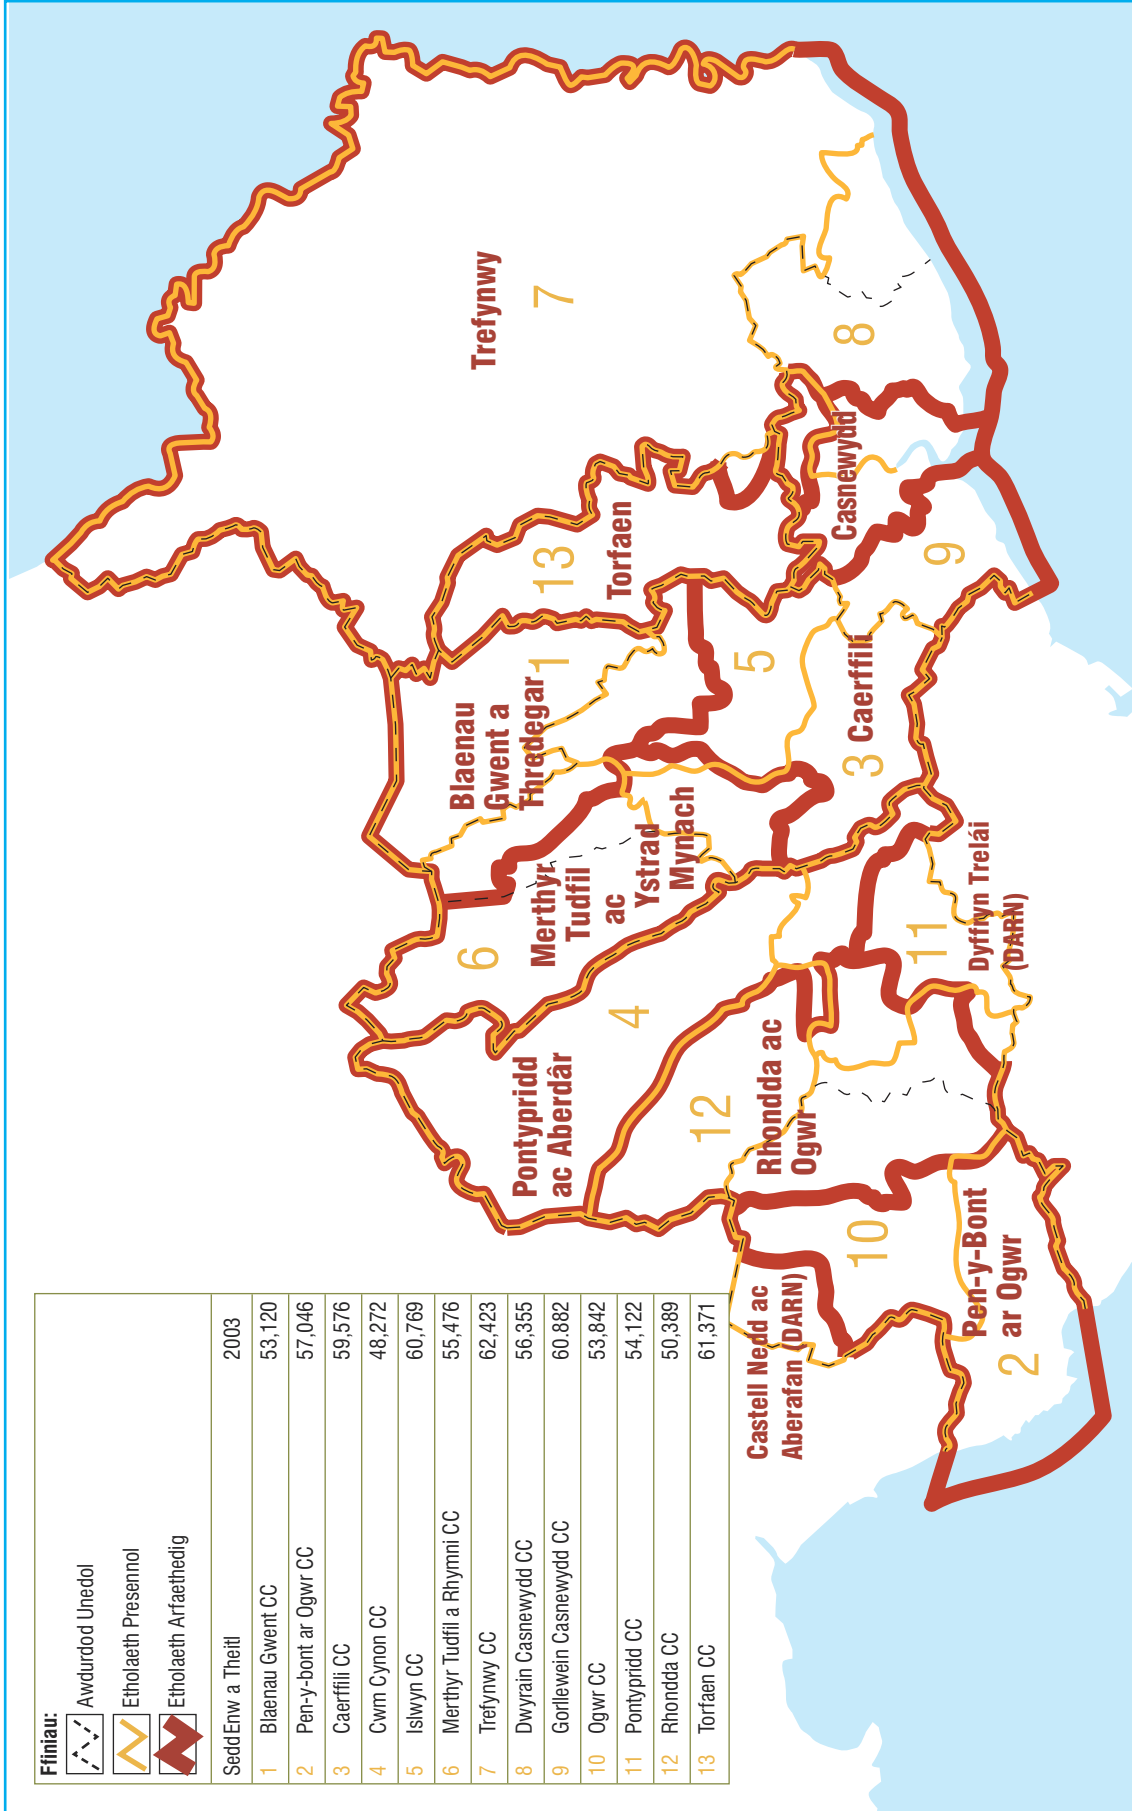 Ffiniau:
Awdurdod Unedol
Etholaeth Presennol
Etholaeth Arfaethedig
Sedd Enw a Theitl 2003
1 Blaenau Gwent CC 53,120
2 Pen-y-bont ar Ogwr CC 57,046
3 Caerffili CC 59,576
4 Cwm Cynon CC 48,272
5 Islwyn CC 60,769
6 Merthyr Tudfil a Rhymni CC 55,476
7 Trefynwy CC 62,423
8 Dwyrain Casnewydd CC 56,355
9 Gorllewein Casnewydd CC 60.882
10 Ogwr CC 53,842
11 Pontypridd CC 54,122
12 Rhondda CC 50,389
13 Torfaen CC 61,371
Trefynwy
7
8
Casnewydd
9
13
Torfaen
Blaenau
Gwent a
Thredegar
1
5
3
Caerffili
6
Merthyr
Tudfil
ac
Ystrad
Mynach
4
Pontypridd
ac Aberdâr
12
Rhondda ac
Ogwr
11
Dyffryn Trelái
(DARN)
10
Castell Nedd ac
Aberafan (DARN)
Pen-y-Bont
ar Ogwr
2